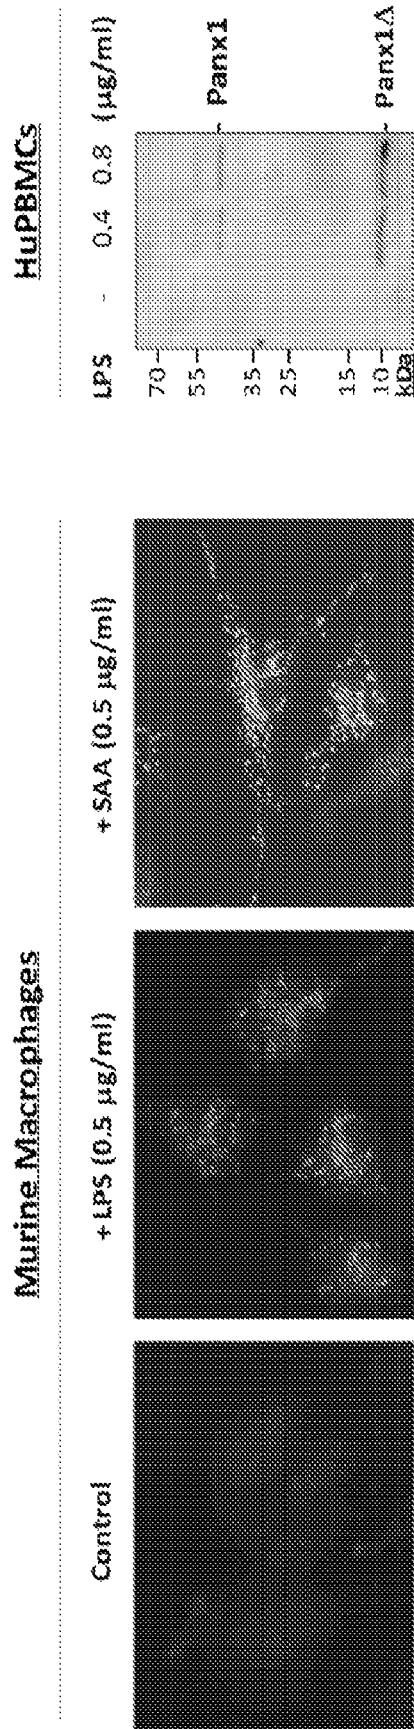 Murine Macrophages
Control
+ LPS (0.5 µg/ml)
+ SAA (0.5 µg/ml)
HuPBMCs
LPS - 0.4 0.8 (µg/ml)
70
55
35
25
15
10
kDa
Panx1
Panx1Δ